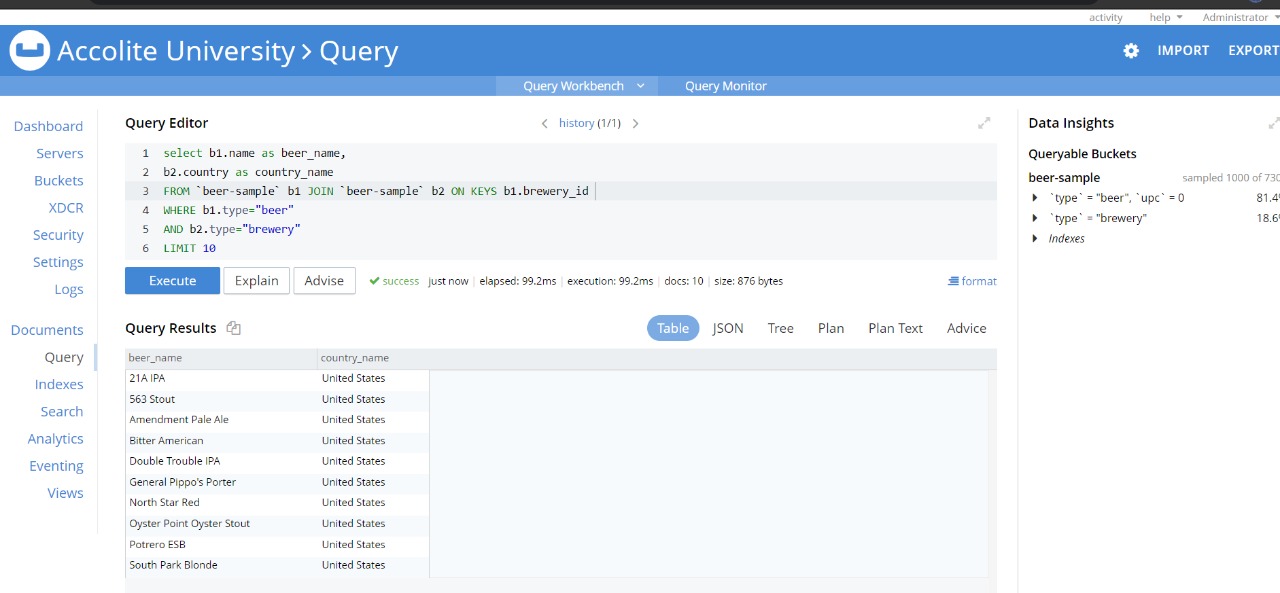 activity help Administrator
Accolite University > Query
IMPORT EXPORT
Query Workbench Query Monitor
Dashboard
Servers
Buckets
XDCR
Security
Settings
Logs
Documents
Query
Indexes
Search
Analytics
Eventing
Views
Query Editor
history (1/1)
1 select b1.name as beer_name,
2 b2.country as country_name
3 FROM `beer-sample` b1 JOIN `beer-sample` b2 ON KEYS b1.brewery_id
4 WHERE b1.type="beer"
5 AND b2.type="brewery"
6 LIMIT 10
Execute Explain Advise success just now elapsed: 99.2ms execution: 99.2ms docs: 10 size: 876 bytes format
Query Results Table JSON Tree Plan Plan Text Advice
beer_name country_name
21A IPA United States
563 Stout United States
Amendment Pale Ale United States
Bitter American United States
Double Trouble IPA United States
General Pippo's Porter United States
North Star Red United States
Oyster Point Oyster Stout United States
Potrero ESB United States
South Park Blonde United States
Data Insights
Queryable Buckets
beer-sample sampled 1000 of 730
`type` = "beer", `upc` = 0 81.4
`type` = "brewery" 18.6
Indexes